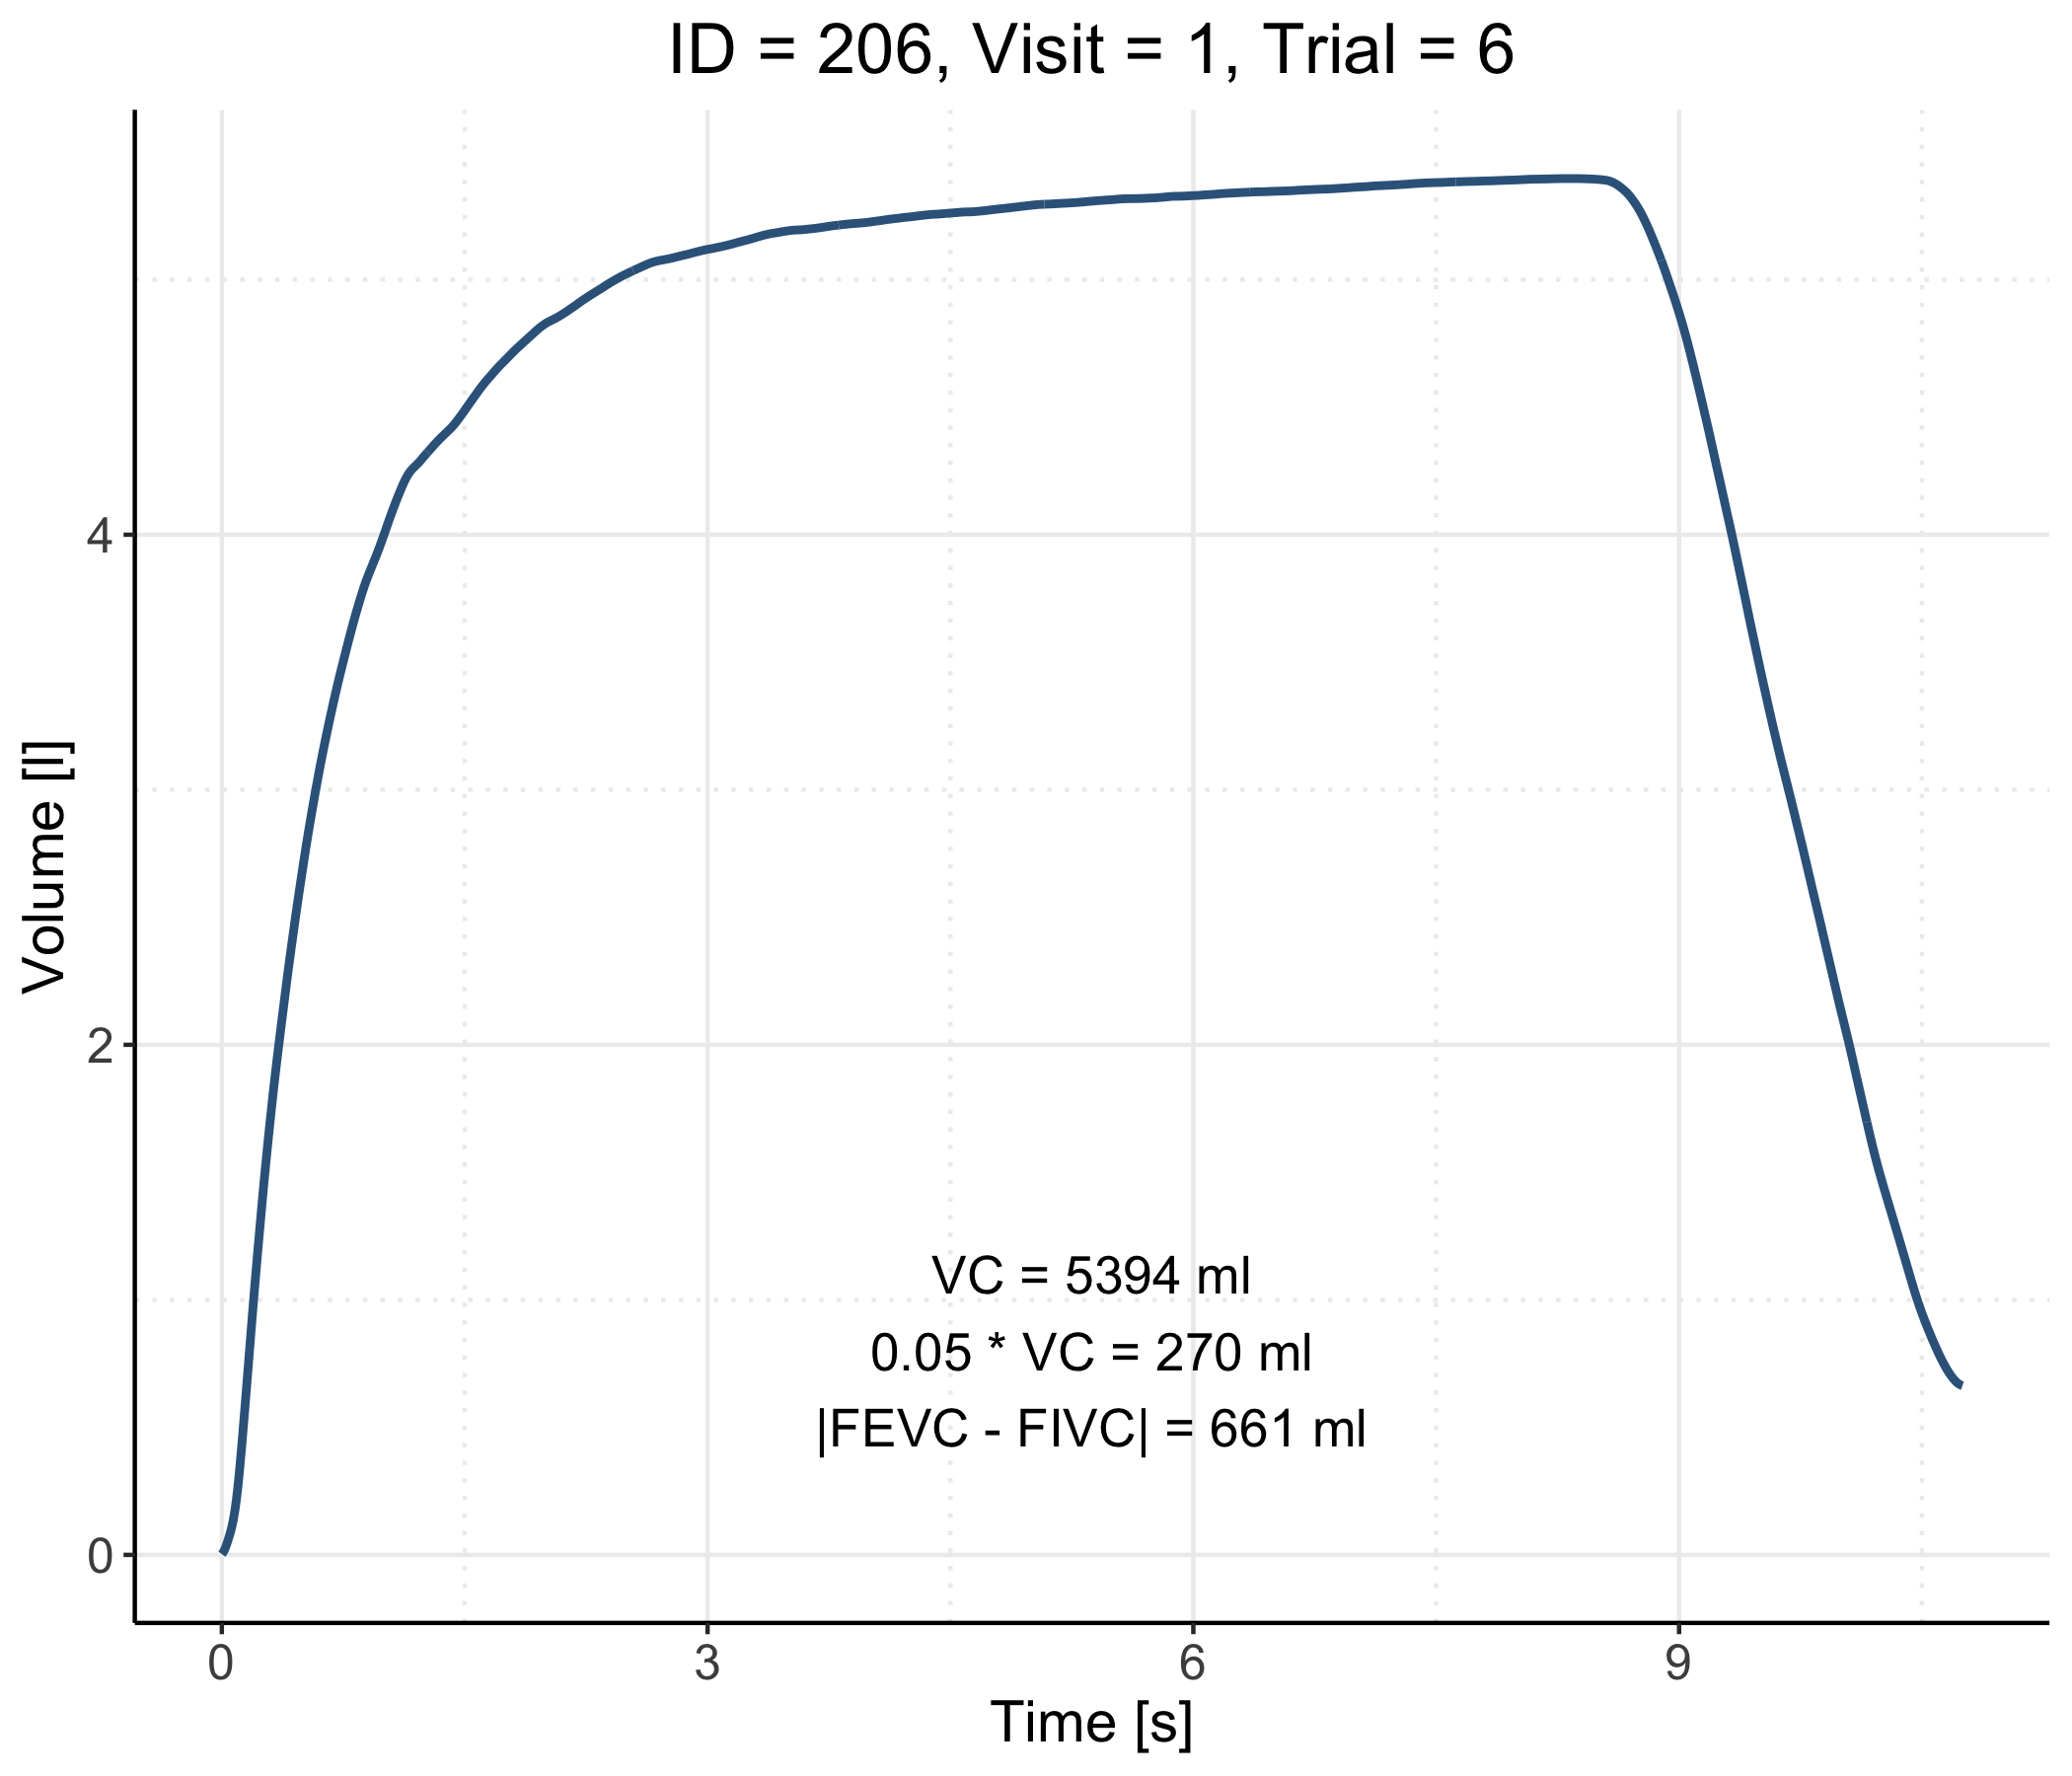 ID = 206, Visit = 1, Trial = 6
Volume [l]
4
2
0
VC = 5394 ml
0.05 * VC = 270 ml
|FEVC - FIVC| = 661 ml
0 3 6 9
Time [s]